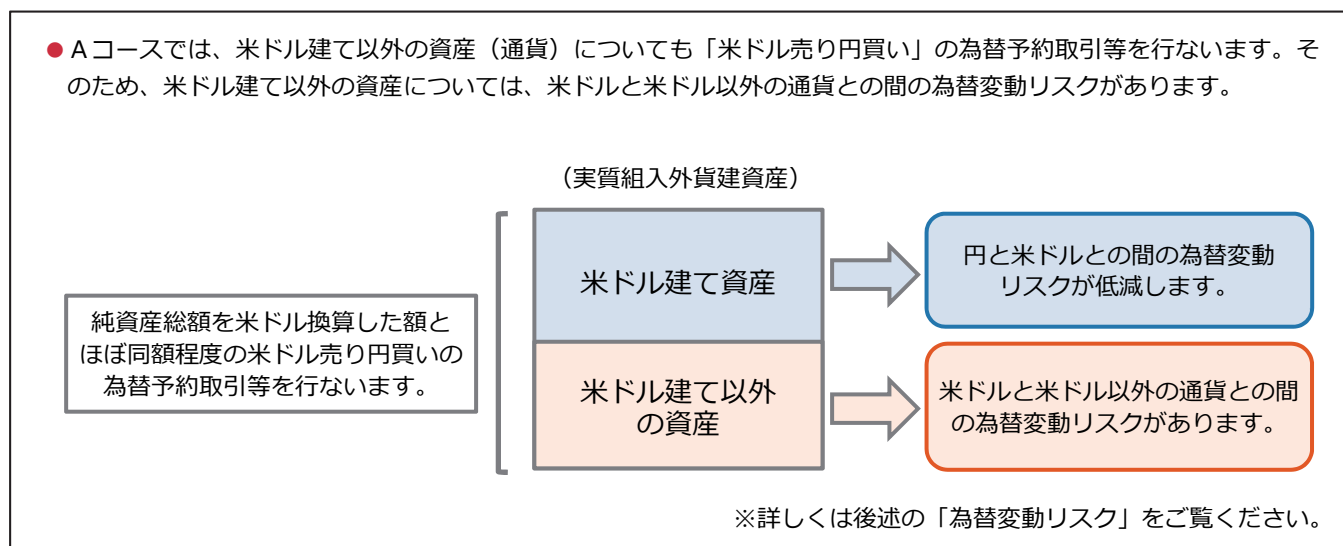 ● Aコースでは、米ドル建て以外の資産（通貨）についても「米ドル売り円買い」の為替予約取引等を行ないます。そ
のため、米ドル建て以外の資産については、米ドルと米ドル以外の通貨との間の為替変動リスクがあります。
（実質組入外貨建資産）
純資産総額を米ドル換算した額と
ほぼ同額程度の米ドル売り円買いの
為替予約取引等を行ないます。
米ドル建て資産
円と米ドルとの間の為替変動
リスクが低減します。
米ドル建て以外
の資産
米ドルと米ドル以外の通貨との間
の為替変動リスクがあります。
※詳しくは後述の「為替変動リスク」をご覧ください。